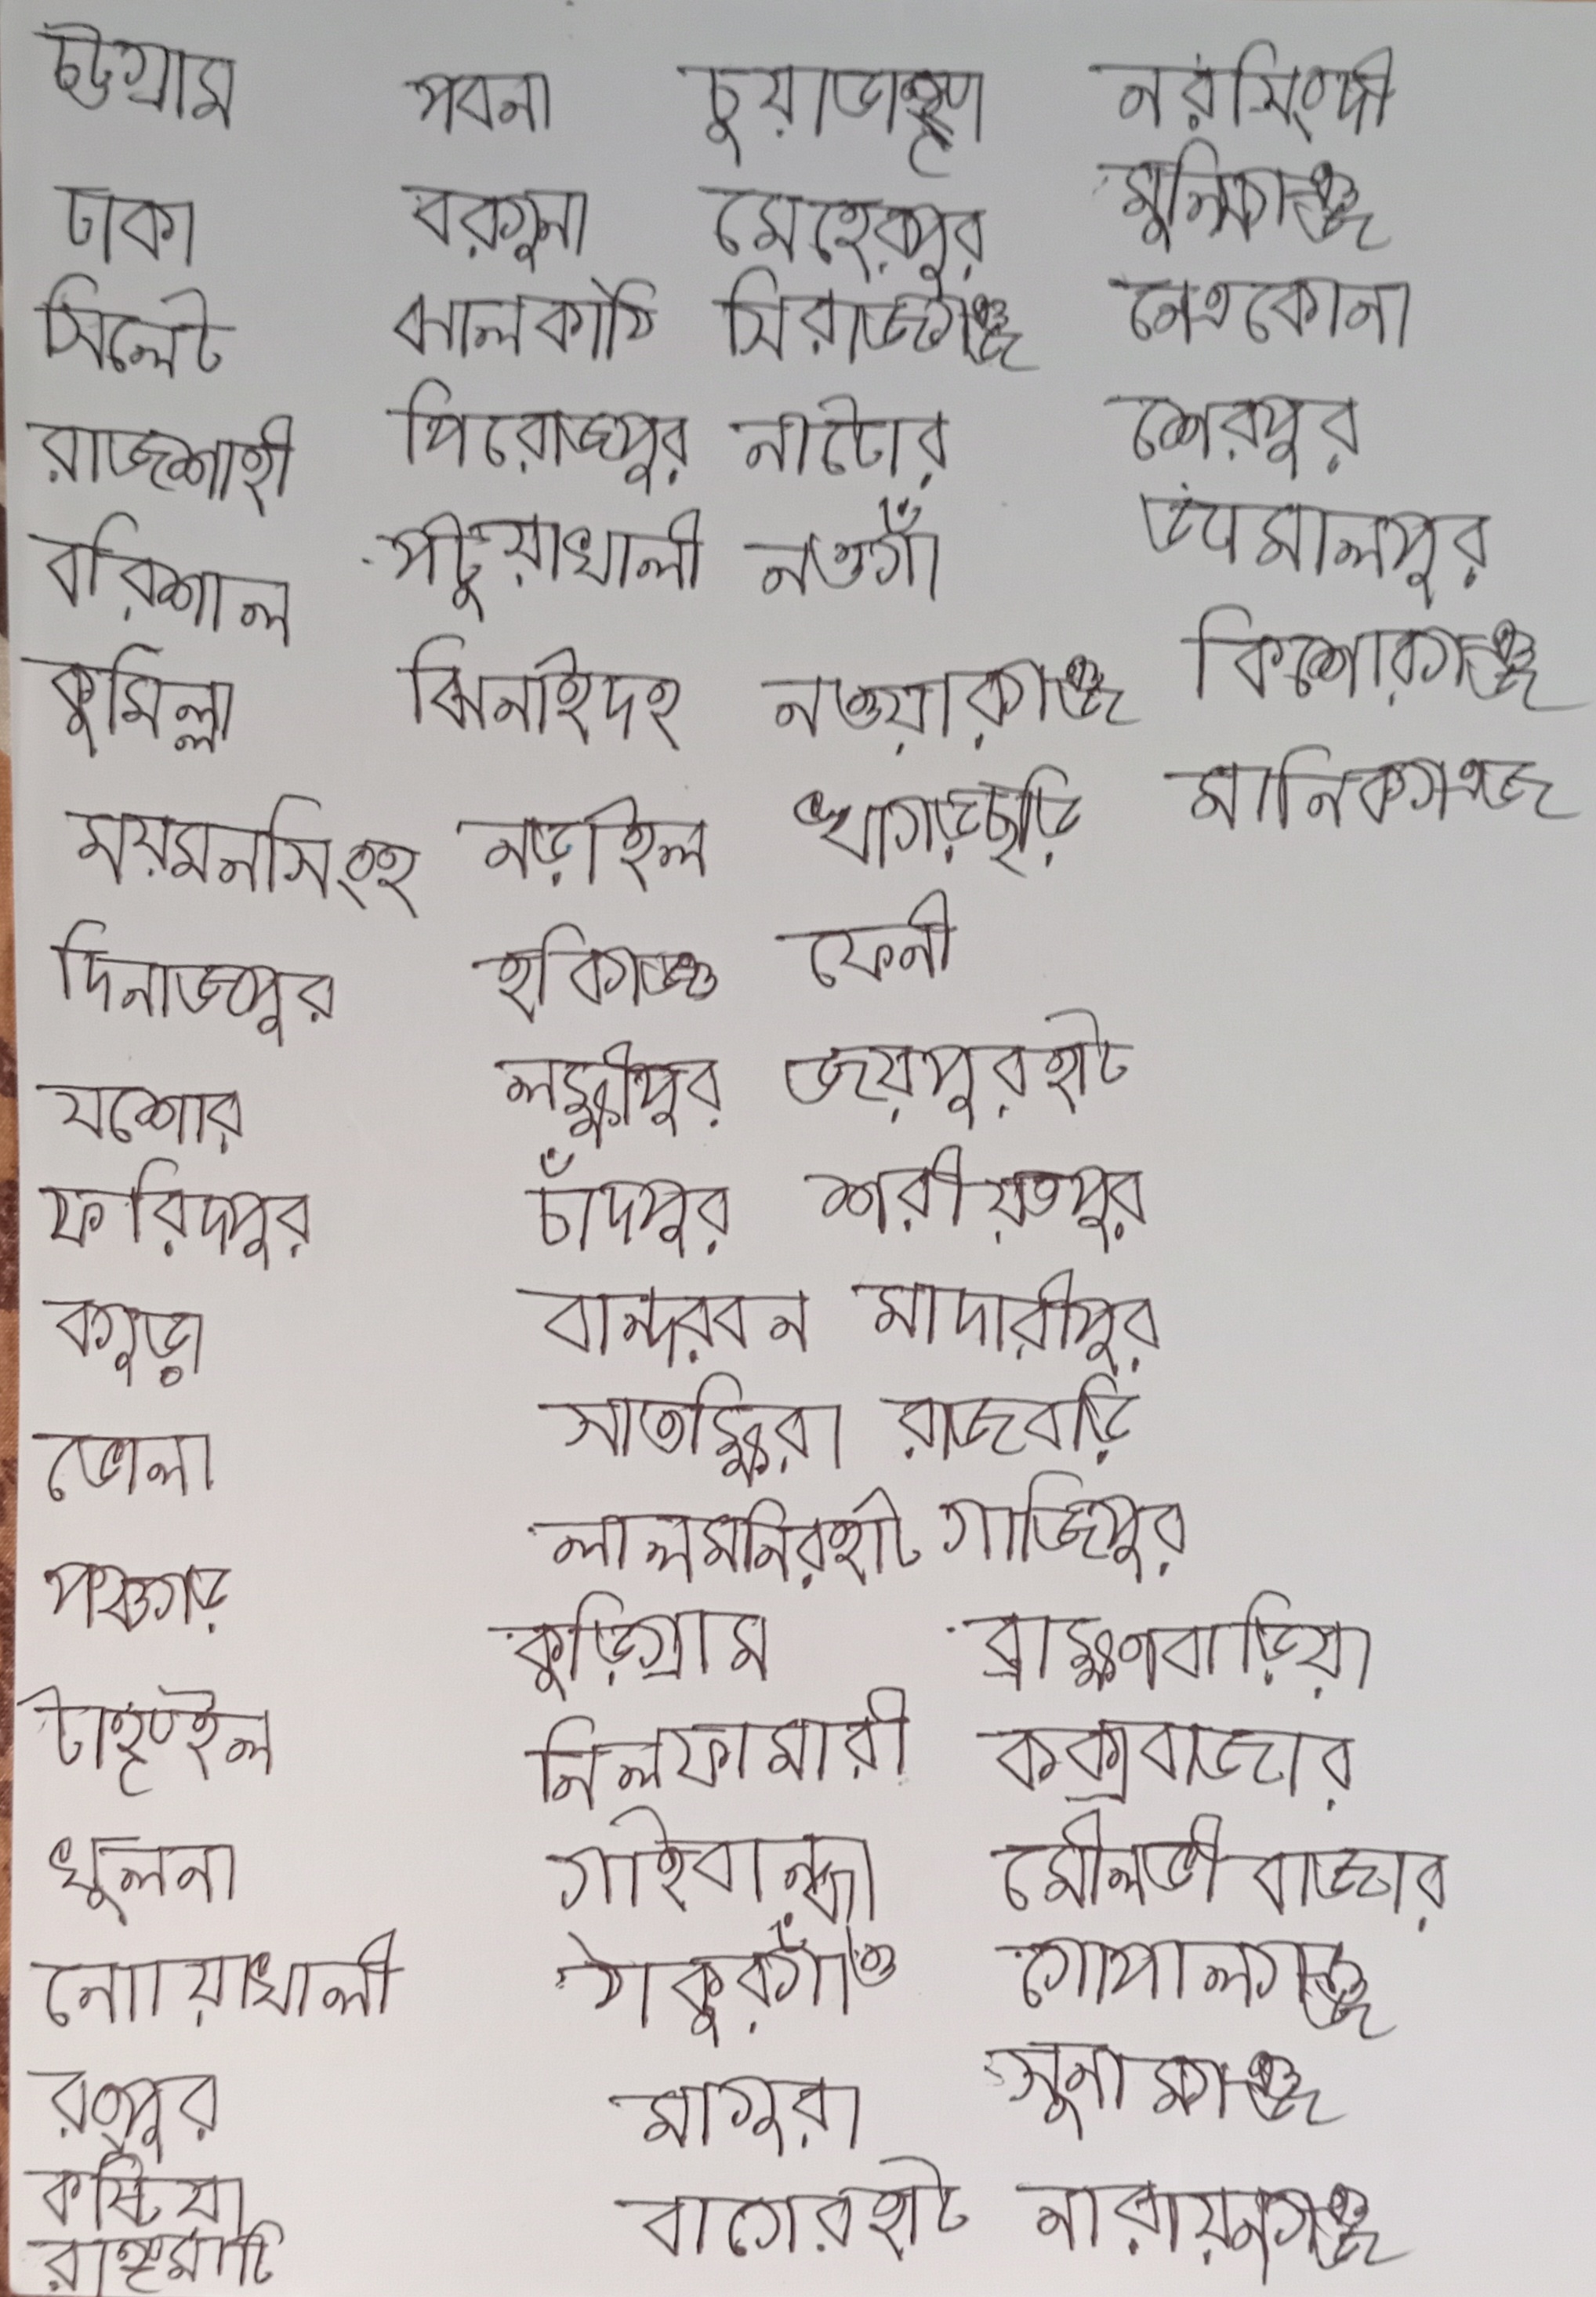 চট্টগ্রাম পবনা চুয়াডাঙ্গা নরসিংদী
ঢাকা বরগুনা মেহেরপুর মুন্সিগঞ্জ
সিলেট ঝালকাঠি সিরাজগঞ্জ নেত্রকোনা
রাজশাহী পিরোজপুর নাটোর শেরপুর
বরিশাল পটুয়াখালী নওগাঁ জামালপুর
কুমিল্লা ঝিনাইদহ নওয়াবগঞ্জ কিশোরগঞ্জ
ময়মনসিংহ নড়াইল খাগড়াছড়ি মানিকগঞ্জ
দিনাজপুর হবিগঞ্জ ফেনী
যশোর লক্ষ্মীপুর জয়পুরহাট
ফরিদপুর চাঁদপুর শরীয়তপুর
বগুড়া বান্দরবন মাদারীপুর
ভোলা সাতক্ষিরা রাজবাড়ি
পঞ্চগড় লালমনিরহাট গাজিপুর
টাঙ্গাইল কুড়িগ্রাম ব্রাহ্মণবাড়িয়া
খুলনা নিলফামারী কক্সবাজার
নোয়াখালী গাইবান্ধা মৌলভী বাজার
রংপুর ঠাকুরগাঁও গোপালগঞ্জ
কুষ্টিয়া মাগুরা সুনামগঞ্জ
রাঙ্গামাটি বাগেরহাট নারায়নগঞ্জ